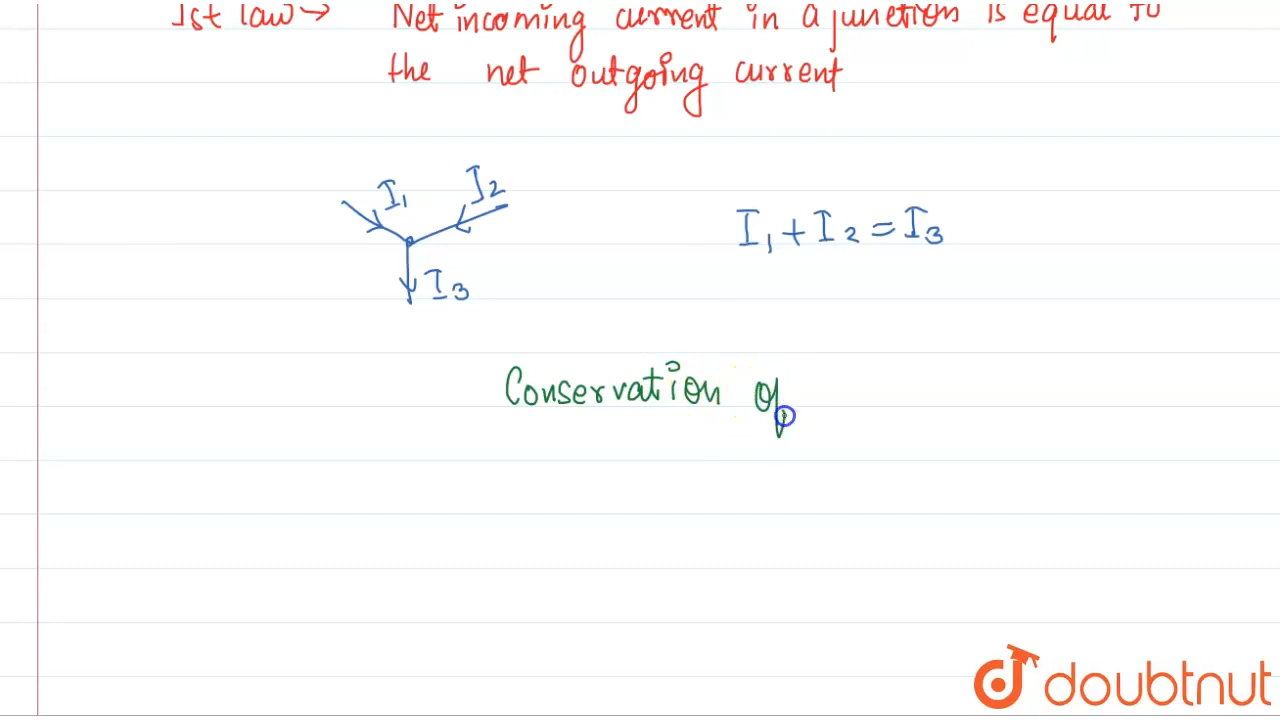 1st law → Net incoming current in a junction is equal to
the net outgoing current
I₁ I₂
I₁ + I₂ = I₃
I₃
Conservation of
doubtnut